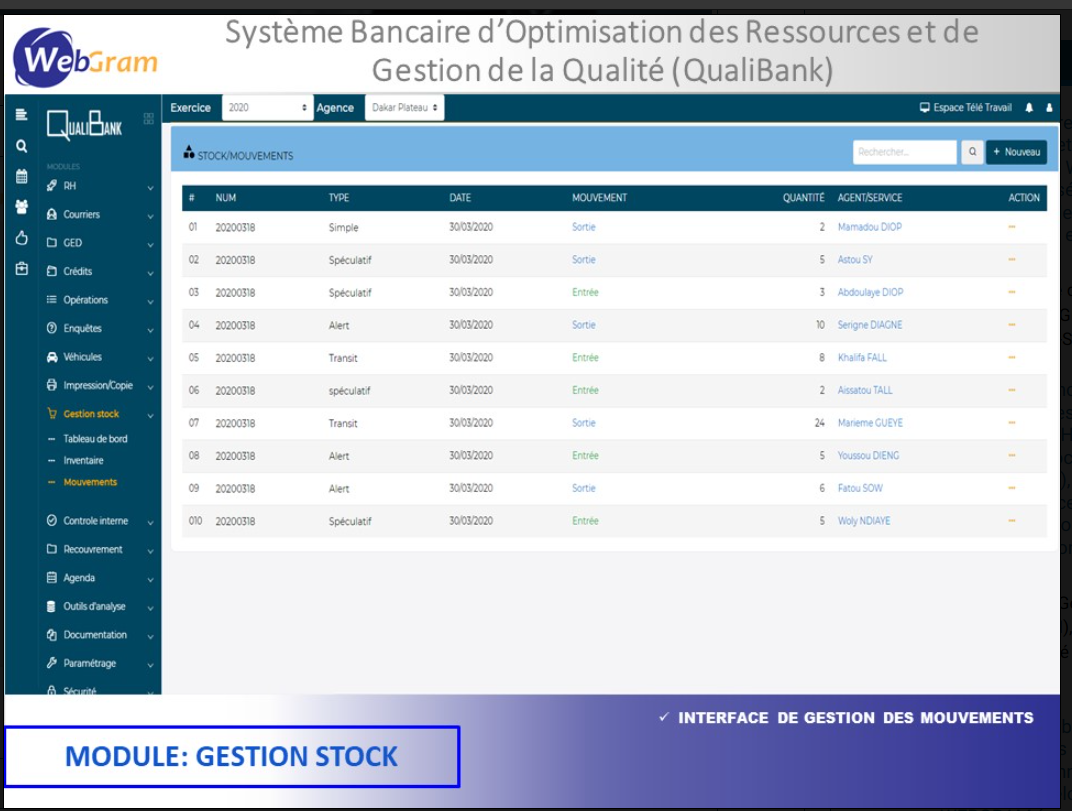 WebGram
Système Bancaire d’Optimisation des Ressources et de
Gestion de la Qualité (QualiBank)
QUALIBANK
Exercice 2020 Agence Dakar Plateau Espace Télé Travail
STOCK/MOUVEMENTS Rechercher... + Nouveau
MODULES
RH
Courriers
GED
Crédits
Opérations
Enquêtes
Véhicules
Impression/Copie
Gestion stock
Tableau de bord
Inventaire
Mouvements
Controle interne
Recouvrement
Agenda
Outils d'analyse
Documentation
Paramétrage
Sécurité
# NUM TYPE DATE MOUVEMENT QUANTITÉ AGENT/SERVICE ACTION
01 20200318 Simple 30/03/2020 Sortie 2 Mamadou DIOP
02 20200318 Spéculatif 30/03/2020 Sortie 5 Astou SY
03 20200318 Spéculatif 30/03/2020 Entrée 3 Abdoulaye DIOP
04 20200318 Alert 30/03/2020 Sortie 10 Serigne DIAGNE
05 20200318 Transit 30/03/2020 Entrée 8 Khalifa FALL
06 20200318 spéculatif 30/03/2020 Entrée 2 Aissatou TALL
07 20200318 Transit 30/03/2020 Sortie 24 Marieme GUEYE
08 20200318 Alert 30/03/2020 Entrée 5 Youssou DIENG
09 20200318 Alert 30/03/2020 Sortie 6 Fatou SOW
010 20200318 Spéculatif 30/03/2020 Entrée 5 Woly NDIAYE
✓ INTERFACE DE GESTION DES MOUVEMENTS
MODULE: GESTION STOCK